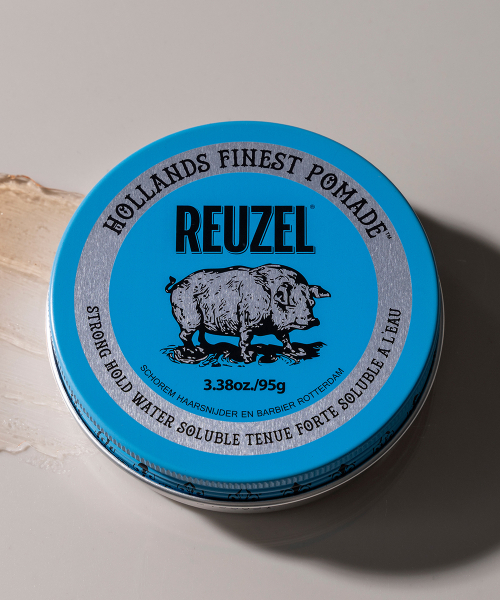 HOLLANDS FINEST POMADE™
REUZEL®
3.38oz./95g
SCHOREM HAARSNIJDER EN BARBIER ROTTERDAM
STRONG HOLD WATER SOLUBLE TENUE FORTE SOLUBLE A L'EAU